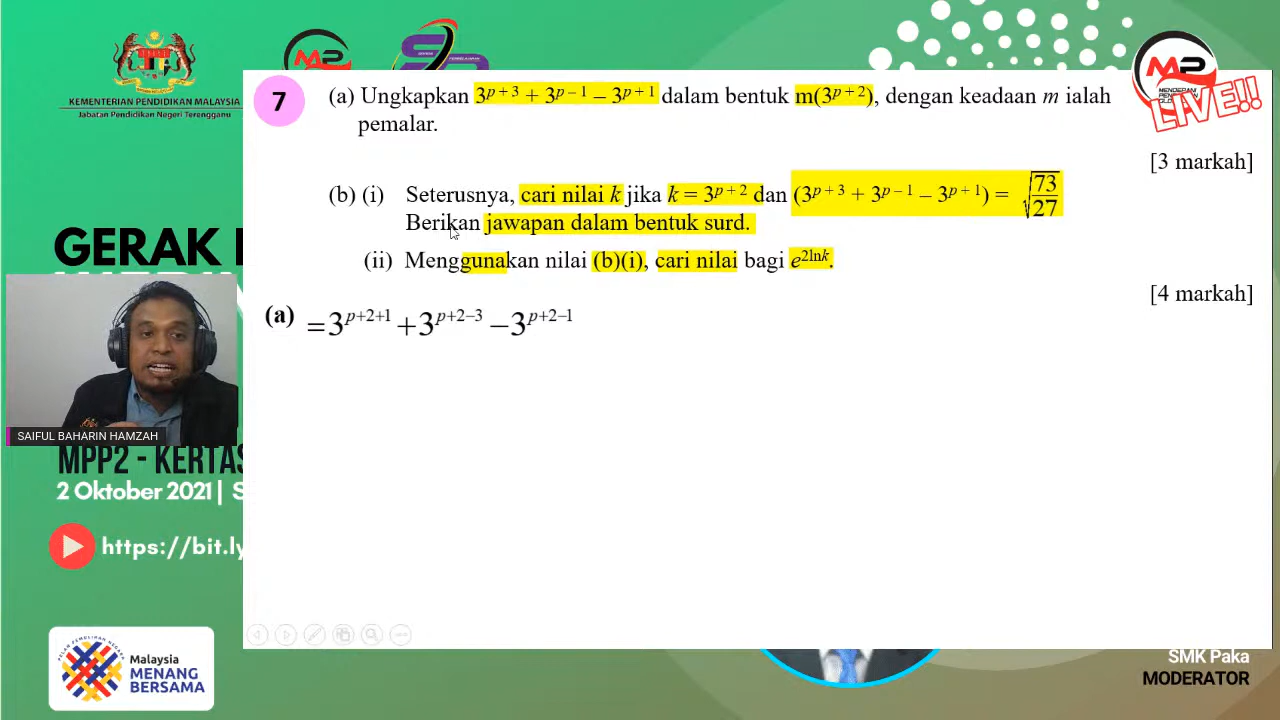 KEMENTERIAN PENDIDIKAN MALAYSIA
Jabatan Pendidikan Negeri Terengganu
MP
MP
LIVE!!
7
(a) Ungkapkan 3^{p + 3} + 3^{p – 1} – 3^{p + 1} dalam bentuk m(3^{p + 2}), dengan keadaan m ialah
pemalar.
[3 markah]
(b) (i) Seterusnya, cari nilai k jika k = 3^{p + 2} dan (3^{p + 3} + 3^{p – 1} – 3^{p + 1}) = √(73/27)
Berikan jawapan dalam bentuk surd.
(ii) Menggunakan nilai (b)(i), cari nilai bagi e^{2lnk}.
[4 markah]
(a) = 3^{p+2+1} + 3^{p+2–3} – 3^{p+2–1}
GERAK
SAIFUL BAHARIN HAMZAH
MPP2 - KERTAS
2 Oktober 2021| S
https://bit.ly
Malaysia
MENANG
BERSAMA
SMK Paka
MODERATOR